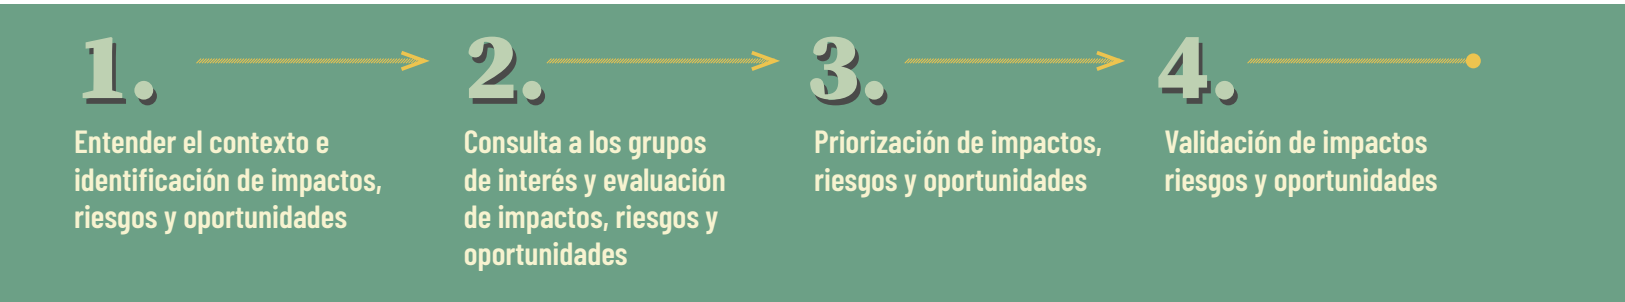 1.
Entender el contexto e
identificación de impactos,
riesgos y oportunidades
2.
Consulta a los grupos
de interés y evaluación
de impactos, riesgos y
oportunidades
3.
Priorización de impactos,
riesgos y oportunidades
4.
Validación de impactos
riesgos y oportunidades